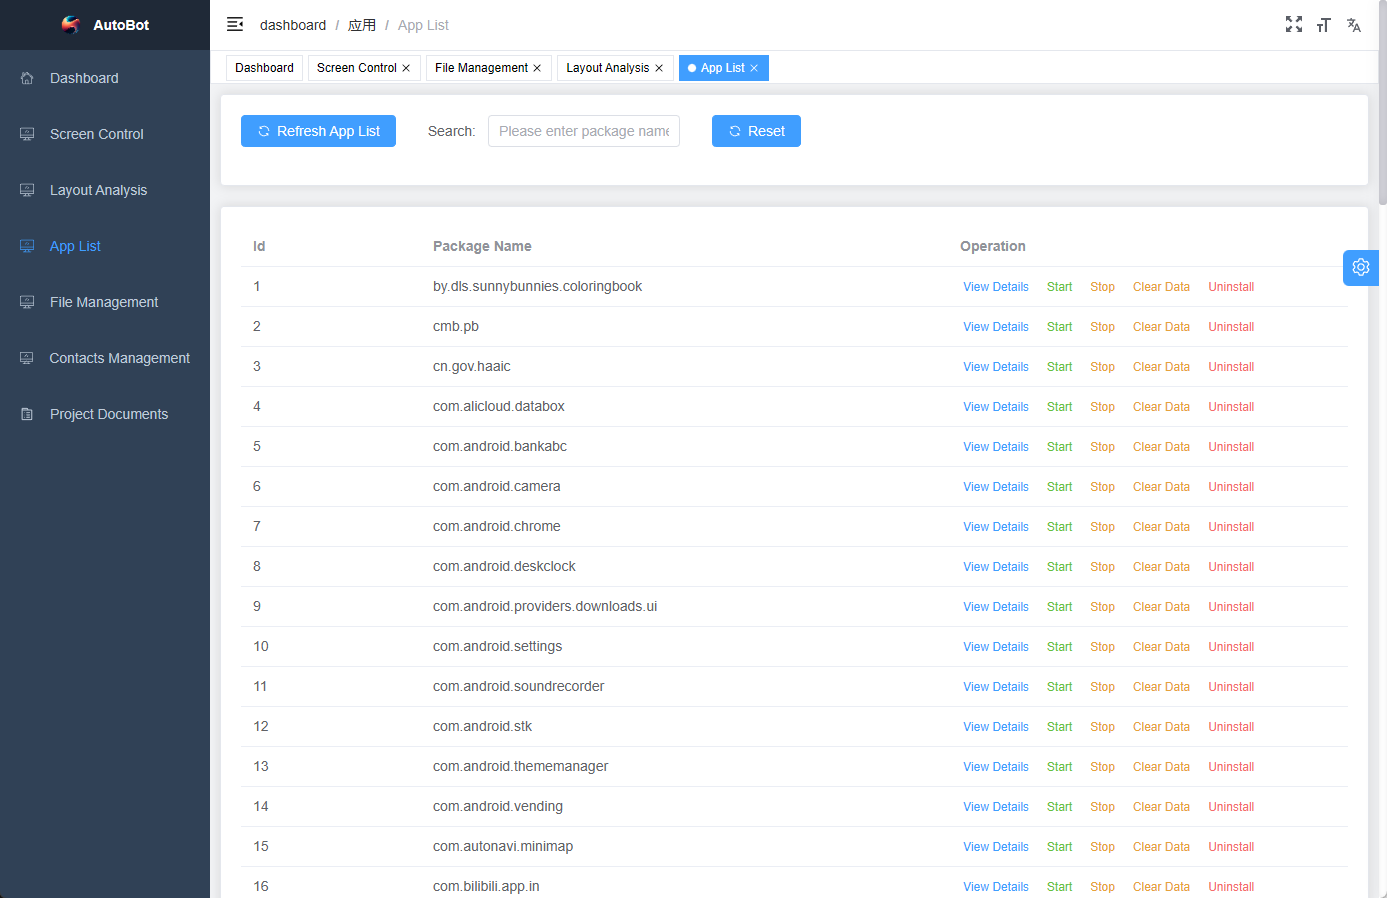 AutoBot
dashboard / 应用 / App List
Dashboard Screen Control File Management Layout Analysis App List
Dashboard
Screen Control
Layout Analysis
App List
File Management
Contacts Management
Project Documents
Refresh App List Search: Please enter package name Reset
Id Package Name Operation
1 by.dls.sunnybunnies.coloringbook View Details Start Stop Clear Data Uninstall
2 cmb.pb View Details Start Stop Clear Data Uninstall
3 cn.gov.haaic View Details Start Stop Clear Data Uninstall
4 com.alicloud.databox View Details Start Stop Clear Data Uninstall
5 com.android.bankabc View Details Start Stop Clear Data Uninstall
6 com.android.camera View Details Start Stop Clear Data Uninstall
7 com.android.chrome View Details Start Stop Clear Data Uninstall
8 com.android.deskclock View Details Start Stop Clear Data Uninstall
9 com.android.providers.downloads.ui View Details Start Stop Clear Data Uninstall
10 com.android.settings View Details Start Stop Clear Data Uninstall
11 com.android.soundrecorder View Details Start Stop Clear Data Uninstall
12 com.android.stk View Details Start Stop Clear Data Uninstall
13 com.android.thememanager View Details Start Stop Clear Data Uninstall
14 com.android.vending View Details Start Stop Clear Data Uninstall
15 com.autonavi.minimap View Details Start Stop Clear Data Uninstall
16 com.bilibili.app.in View Details Start Stop Clear Data Uninstall